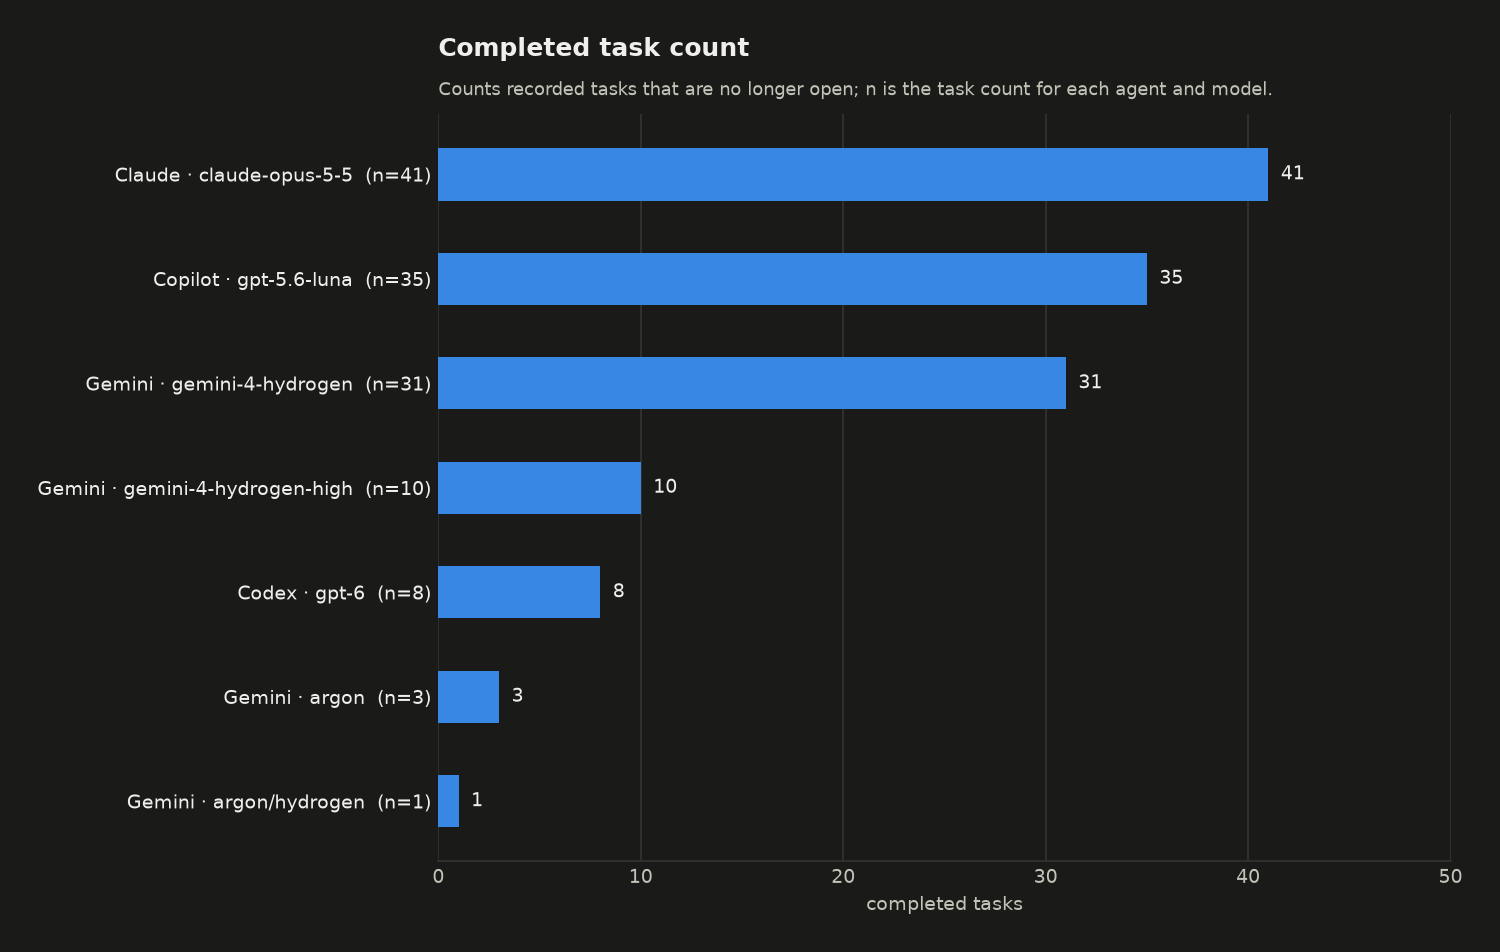 Completed task count
Counts recorded tasks that are no longer open; n is the task count for each agent and model.
Claude · claude-opus-5-5 (n=41) 41
Copilot · gpt-5.6-luna (n=35) 35
Gemini · gemini-4-hydrogen (n=31) 31
Gemini · gemini-4-hydrogen-high (n=10) 10
Codex · gpt-6 (n=8) 8
Gemini · argon (n=3) 3
Gemini · argon/hydrogen (n=1) 1
0 10 20 30 40 50
completed tasks